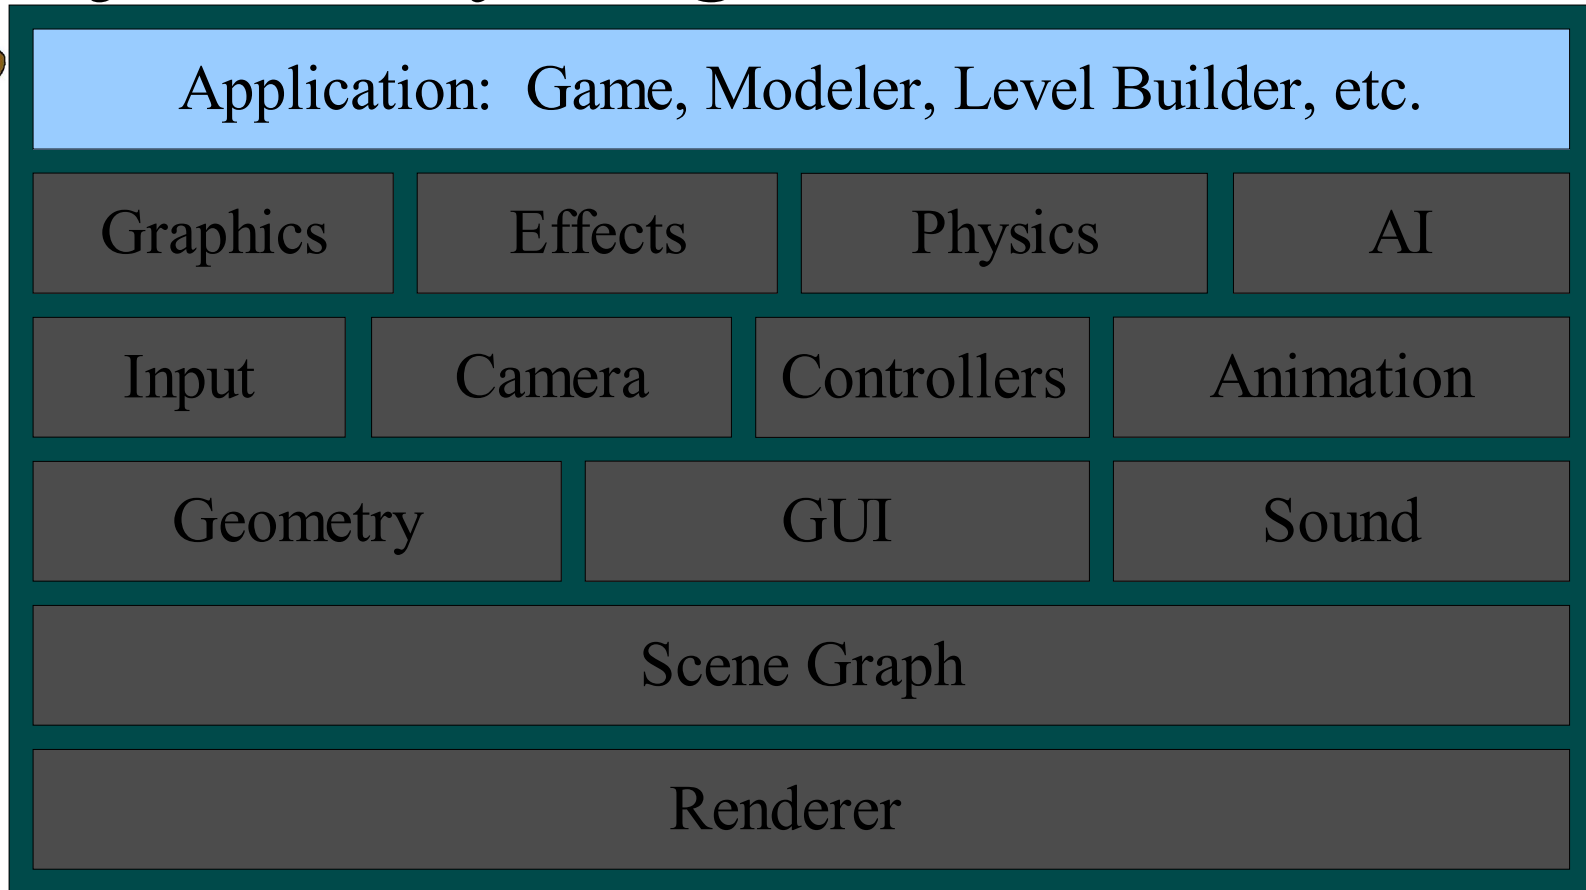 Application:  Game, Modeler, Level Builder, etc.
Graphics Effects Physics AI
Input Camera Controllers Animation
Geometry GUI Sound
Scene Graph
Renderer